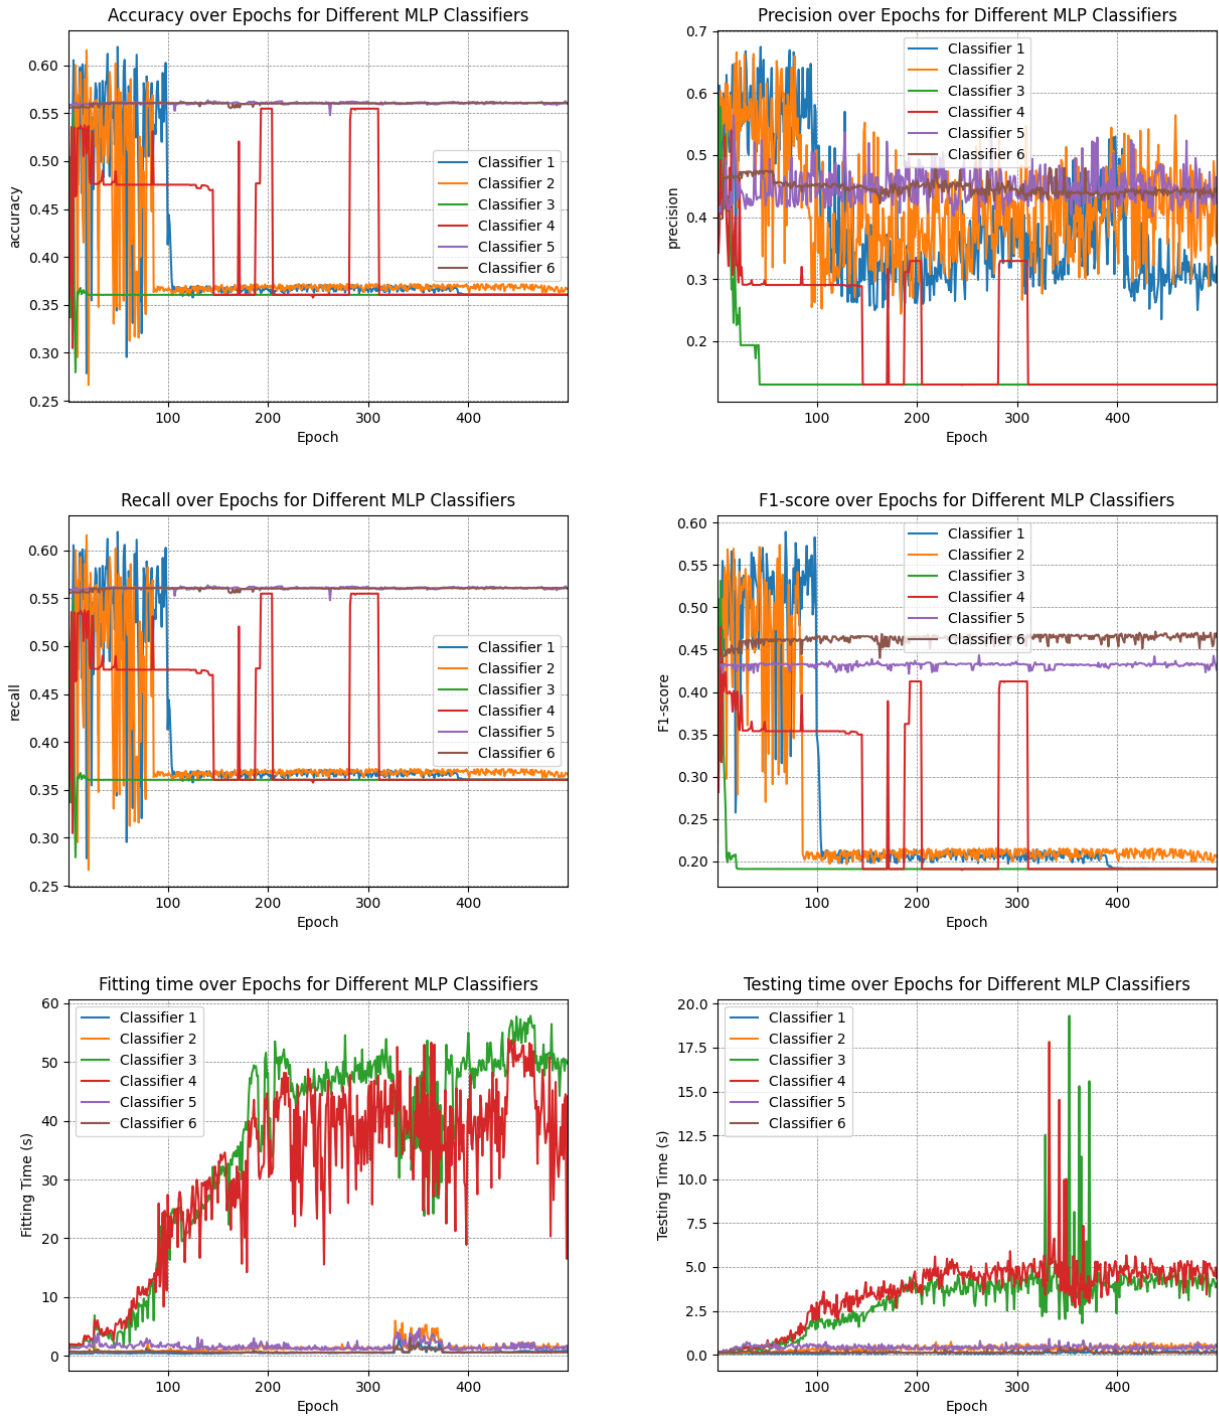 Accuracy over Epochs for Different MLP Classifiers
accuracy
0.60
0.55
0.50
0.45
0.40
0.35
0.30
0.25
Classifier 1
Classifier 2
Classifier 3
Classifier 4
Classifier 5
Classifier 6
100
200
300
400
Epoch
Precision over Epochs for Different MLP Classifiers
precision
0.7
0.6
0.5
0.4
0.3
0.2
Classifier 1
Classifier 2
Classifier 3
Classifier 4
Classifier 5
Classifier 6
100
200
300
400
Epoch
Recall over Epochs for Different MLP Classifiers
recall
0.60
0.55
0.50
0.45
0.40
0.35
0.30
0.25
Classifier 1
Classifier 2
Classifier 3
Classifier 4
Classifier 5
Classifier 6
100
200
300
400
Epoch
F1-score over Epochs for Different MLP Classifiers
F1-score
0.60
0.55
0.50
0.45
0.40
0.35
0.30
0.25
0.20
Classifier 1
Classifier 2
Classifier 3
Classifier 4
Classifier 5
Classifier 6
100
200
300
400
Epoch
Fitting time over Epochs for Different MLP Classifiers
Fitting Time (s)
60
50
40
30
20
10
0
Classifier 1
Classifier 2
Classifier 3
Classifier 4
Classifier 5
Classifier 6
100
200
300
400
Epoch
Testing time over Epochs for Different MLP Classifiers
Testing Time (s)
20.0
17.5
15.0
12.5
10.0
7.5
5.0
2.5
0.0
Classifier 1
Classifier 2
Classifier 3
Classifier 4
Classifier 5
Classifier 6
100
200
300
400
Epoch